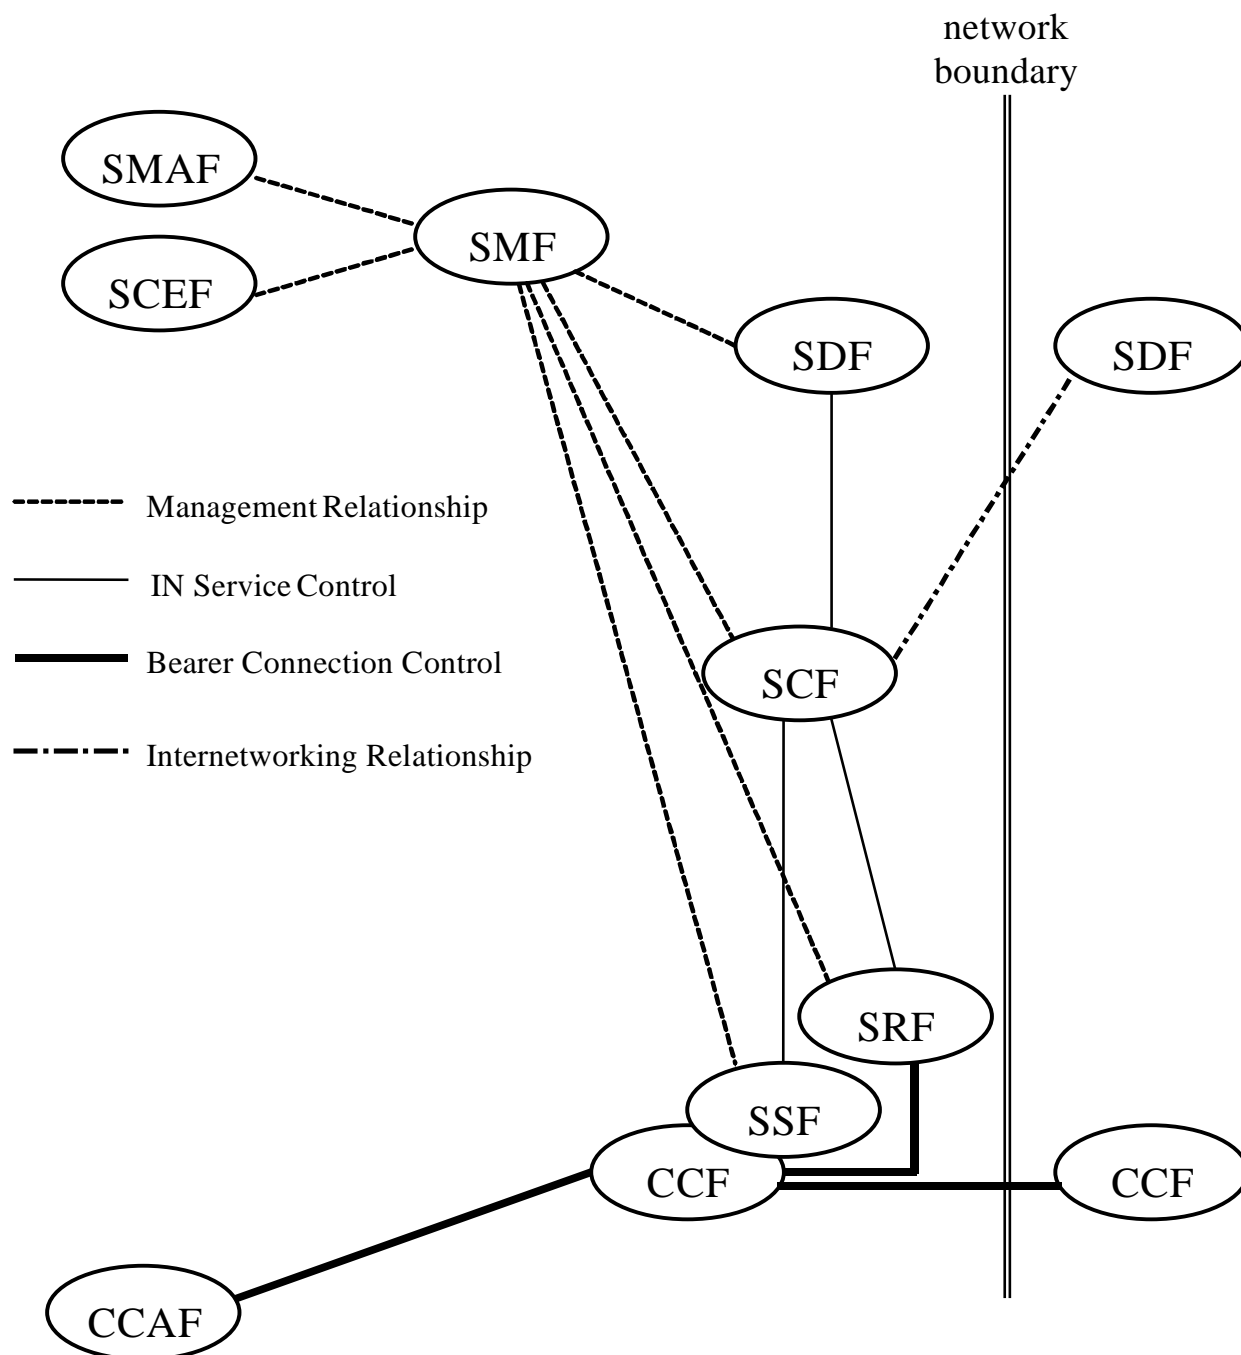 network
boundary
SMAF
SMF
SCEF
SDF
SDF
Management Relationship
IN Service Control
Bearer Connection Control
SCF
Internetworking Relationship
SRF
SSF
CCF
CCF
CCAF